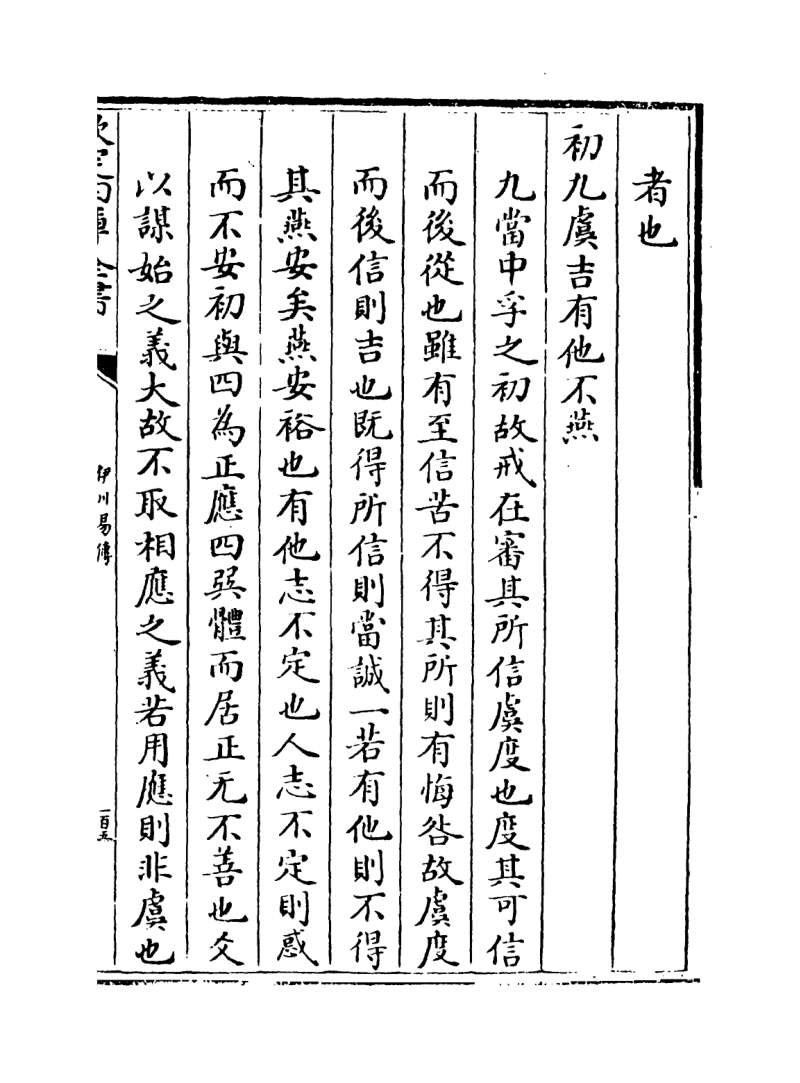 者也
初九虞吉有他不燕
九當中孚之初故戒在審其所信虞度也度其可信
而後從也雖有至信苦不得其所則有悔咎故虞度
而後信則吉也既得所信則當誠一若有他則不得
其燕安矣燕安裕也有他志不定也人志不定則惑
而不安初與四為正應四巽體而居正无不善也爻
以謀始之義大故不取相應之義若用應則非虞也
欽定四庫全書
伊川易傳
一百五